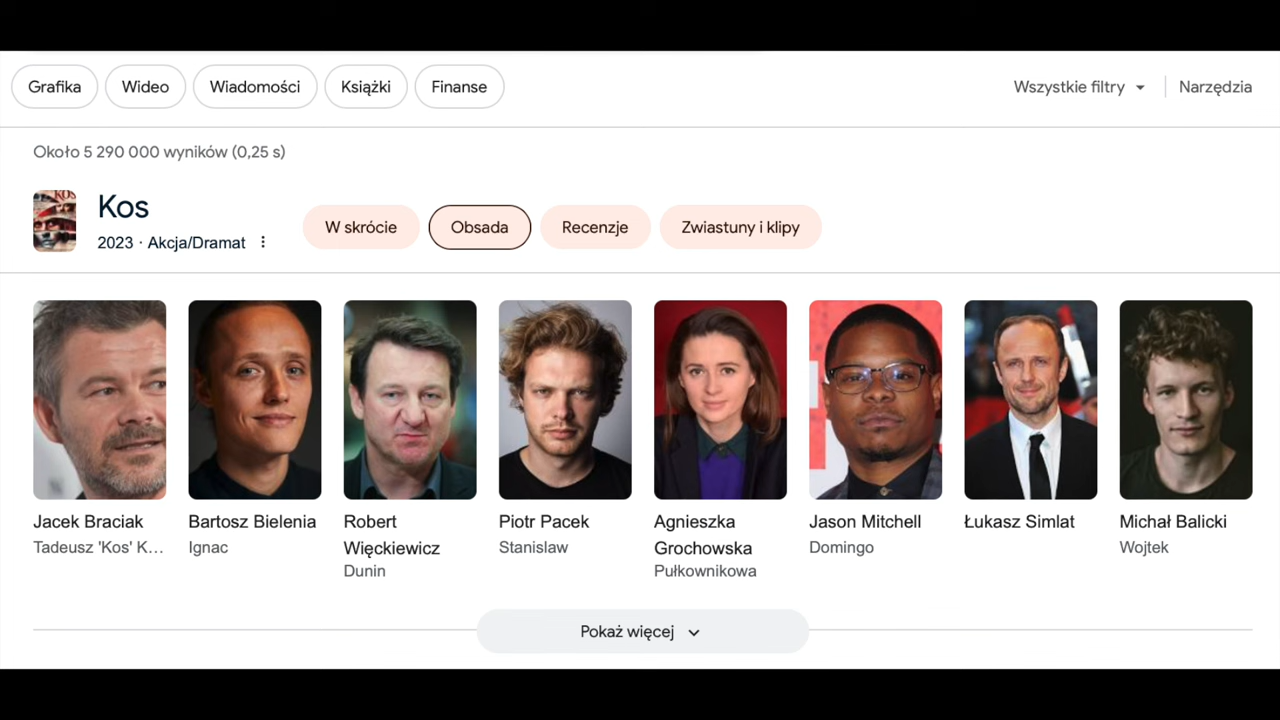 Grafika
Wideo
Wiadomości
Książki
Finanse
Wszystkie filtry
Narzędzia
Około 5 290 000 wyników (0,25 s)
KOS
Kos
2023 · Akcja/Dramat
W skrócie
Obsada
Recenzje
Zwiastuny i klipy
Jacek Braciak
Tadeusz 'Kos' K...
Bartosz Bielenia
Ignac
Robert
Więckiewicz
Dunin
Piotr Pacek
Stanislaw
Agnieszka
Grochowska
Pułkownikowa
Jason Mitchell
Domingo
Łukasz Simlat
Michał Balicki
Wojtek
Pokaż więcej